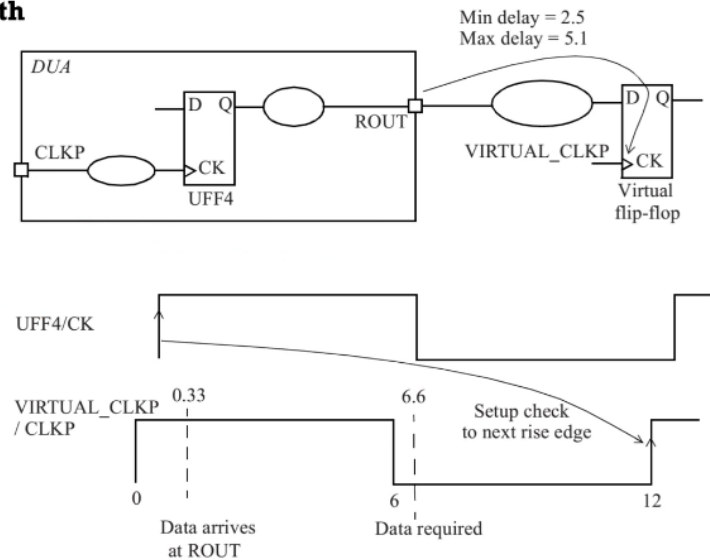 th
Min delay = 2.5
Max delay = 5.1
DUA
D Q
ROUT
D Q
CLKP
CK
UFF4
VIRTUAL_CLKP
CK
Virtual
flip-flop
UFF4/CK
VIRTUAL_CLKP
/ CLKP
0.33
6.6
Setup check
to next rise edge
0
6
12
Data arrives
at ROUT
Data required